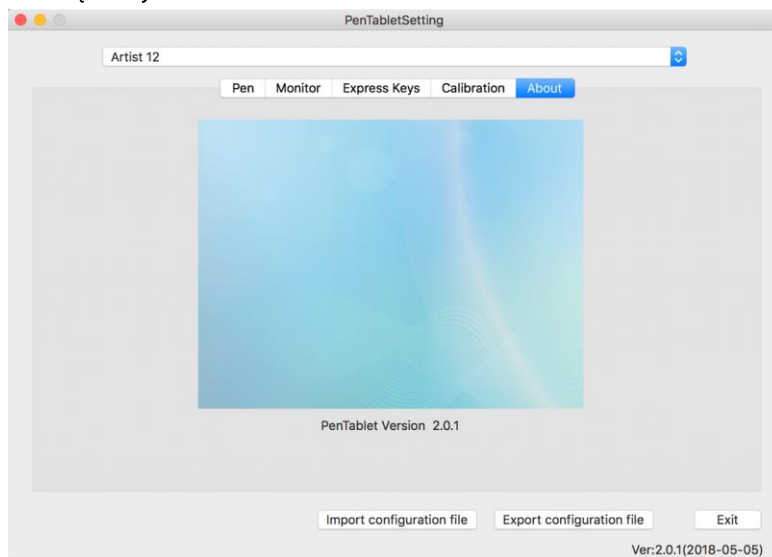 PenTabletSetting
Artist 12
Pen Monitor Express Keys Calibration About
PenTablet Version 2.0.1
Import configuration file Export configuration file Exit
Ver:2.0.1(2018-05-05)